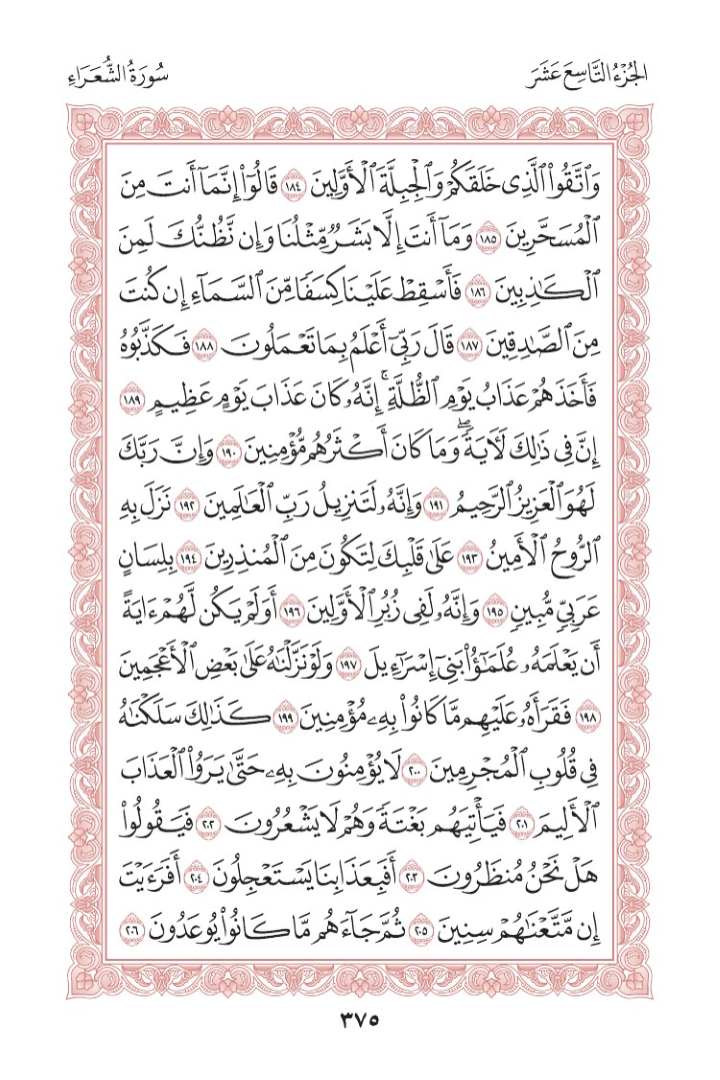 الجُزْءُ التَّاسِعَ عَشَرَ
سُورَةُ الشُّعَرَاءِ
وَٱتَّقُوا۟ ٱلَّذِى خَلَقَكُمْ وَٱلْجِبِلَّةَ ٱلْأَوَّلِينَ ١٨٤ قَالُوٓا۟ إِنَّمَآ أَنتَ مِنَ
ٱلْمُسَحَّرِينَ ١٨٥ وَمَآ أَنتَ إِلَّا بَشَرٌ مِّثْلُنَا وَإِن نَّظُنُّكَ لَمِنَ
ٱلْكَـٰذِبِينَ ١٨٦ فَأَسْقِطْ عَلَيْنَا كِسَفًا مِّنَ ٱلسَّمَآءِ إِن كُنتَ
مِنَ ٱلصَّـٰدِقِينَ ١٨٧ قَالَ رَبِّىٓ أَعْلَمُ بِمَا تَعْمَلُونَ ١٨٨ فَكَذَّبُوهُ
فَأَخَذَهُمْ عَذَابُ يَوْمِ ٱلظُّلَّةِ ۚ إِنَّهُۥ كَانَ عَذَابَ يَوْمٍ عَظِيمٍ ١٨٩
إِنَّ فِى ذَٰلِكَ لَـَٔايَةً ۖ وَمَا كَانَ أَكْثَرُهُم مُّؤْمِنِينَ ١٩٠ وَإِنَّ رَبَّكَ
لَهُوَ ٱلْعَزِيزُ ٱلرَّحِيمُ ١٩١ وَإِنَّهُۥ لَتَنزِيلُ رَبِّ ٱلْعَـٰلَمِينَ ١٩٢ نَزَلَ بِهِ
ٱلرُّوحُ ٱلْأَمِينُ ١٩٣ عَلَىٰ قَلْبِكَ لِتَكُونَ مِنَ ٱلْمُنذِرِينَ ١٩٤ بِلِسَانٍ
عَرَبِىٍّ مُّبِينٍ ١٩٥ وَإِنَّهُۥ لَفِى زُبُرِ ٱلْأَوَّلِينَ ١٩٦ أَوَلَمْ يَكُن لَّهُمْ ءَايَةً
أَن يَعْلَمَهُۥ عُلَمَـٰٓؤُا۟ بَنِىٓ إِسْرَٰٓءِيلَ ١٩٧ وَلَوْ نَزَّلْنَـٰهُ عَلَىٰ بَعْضِ ٱلْأَعْجَمِينَ
١٩٨ فَقَرَأَهُۥ عَلَيْهِم مَّا كَانُوا۟ بِهِۦ مُؤْمِنِينَ ١٩٩ كَذَٰلِكَ سَلَكْنَـٰهُ
فِى قُلُوبِ ٱلْمُجْرِمِينَ ٢٠٠ لَا يُؤْمِنُونَ بِهِۦ حَتَّىٰ يَرَوُا۟ ٱلْعَذَابَ
ٱلْأَلِيمَ ٢٠١ فَيَأْتِيَهُم بَغْتَةً وَهُمْ لَا يَشْعُرُونَ ٢٠٢ فَيَقُولُوا۟
هَلْ نَحْنُ مُنظَرُونَ ٢٠٣ أَفَبِعَذَابِنَا يَسْتَعْجِلُونَ ٢٠٤ أَفَرَءَيْتَ
إِن مَّتَّعْنَـٰهُمْ سِنِينَ ٢٠٥ ثُمَّ جَآءَهُم مَّا كَانُوا۟ يُوعَدُونَ ٢٠٦
٣٧٥